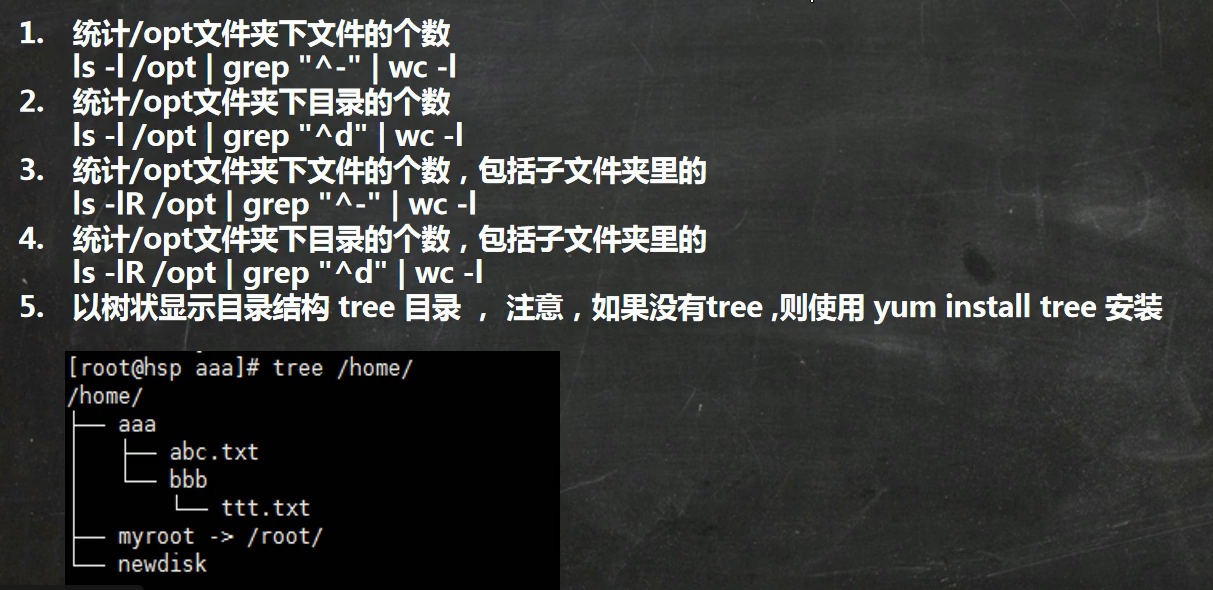 1. 统计/opt文件夹下文件的个数
ls -l /opt | grep "^-" | wc -l
2. 统计/opt文件夹下目录的个数
ls -l /opt | grep "^d" | wc -l
3. 统计/opt文件夹下文件的个数，包括子文件夹里的
ls -lR /opt | grep "^-" | wc -l
4. 统计/opt文件夹下目录的个数，包括子文件夹里的
ls -lR /opt | grep "^d" | wc -l
5. 以树状显示目录结构 tree 目录 ， 注意，如果没有tree ,则使用 yum install tree 安装
[root@hsp aaa]# tree /home/
/home/
├── aaa
│   ├── abc.txt
│   └── bbb
│       └── ttt.txt
├── myroot -> /root/
└── newdisk